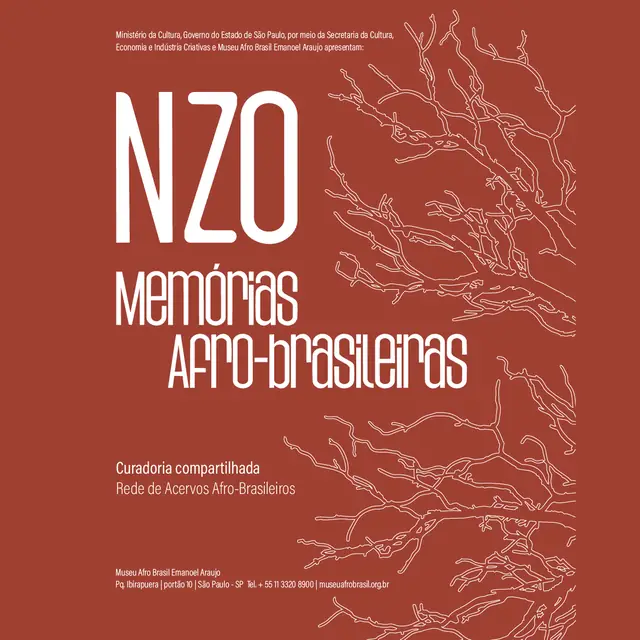 Ministério da Cultura, Governo do Estado de São Paulo, por meio da Secretaria da Cultura,
Economia e Indústria Criativas e Museu Afro Brasil Emanoel Araujo apresentam:
NZO
Memórias
Afro-brasileiras
Curadoria compartilhada
Rede de Acervos Afro-Brasileiros
Museu Afro Brasil Emanoel Araujo
Pq. Ibirapuera | portão 10 | São Paulo - SP Tel. + 55 11 3320 8900 | museuafrobrasil.org.br